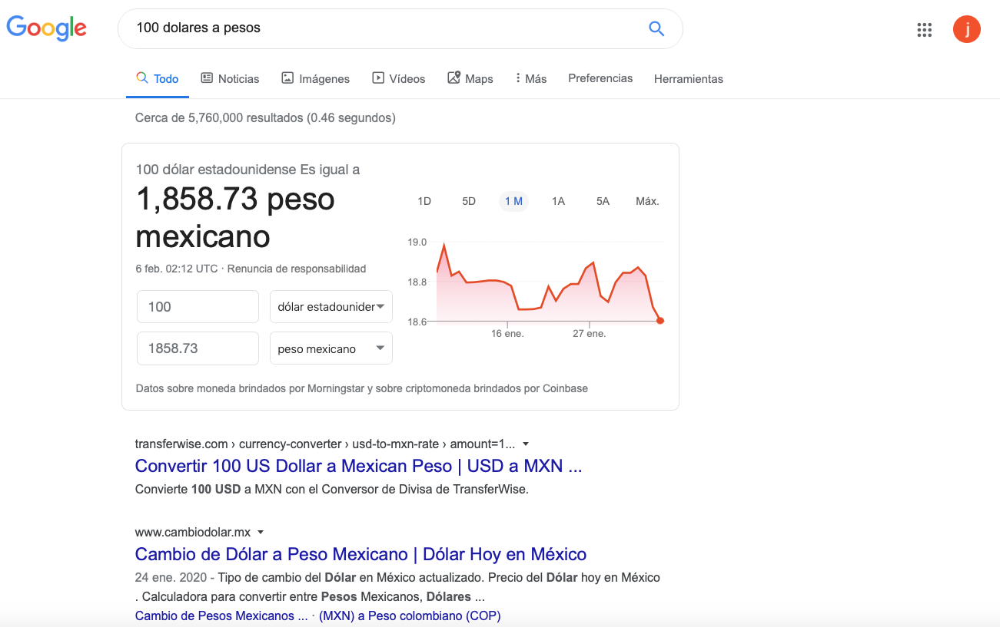 Google
100 dolares a pesos
j
Todo Noticias Imágenes Vídeos Maps Más Preferencias Herramientas
Cerca de 5,760,000 resultados (0.46 segundos)
100 dólar estadounidense Es igual a
1,858.73 peso
mexicano
6 feb. 02:12 UTC · Renuncia de responsabilidad
100 dólar estadounider
1858.73 peso mexicano
1D 5D 1 M 1A 5A Máx.
19.0
18.8
18.6
16 ene. 27 ene.
Datos sobre moneda brindados por Morningstar y sobre criptomoneda brindados por Coinbase
transferwise.com › currency-converter › usd-to-mxn-rate › amount=1...
Convertir 100 US Dollar a Mexican Peso | USD a MXN ...
Convierte 100 USD a MXN con el Conversor de Divisa de TransferWise.
www.cambiodolar.mx
Cambio de Dólar a Peso Mexicano | Dólar Hoy en México
24 ene. 2020 - Tipo de cambio del Dólar en México actualizado. Precio del Dólar hoy en México
. Calculadora para convertir entre Pesos Mexicanos, Dólares ...
Cambio de Pesos Mexicanos ... · (MXN) a Peso colombiano (COP)